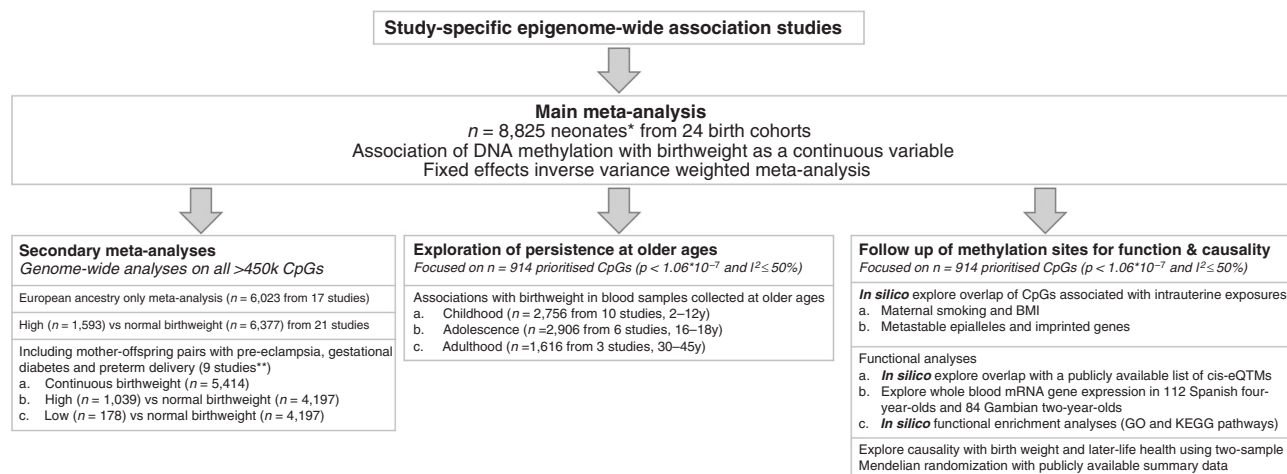 Study-specific epigenome-wide association studies
Main meta-analysis
n = 8,825 neonates* from 24 birth cohorts
Association of DNA methylation with birthweight as a continuous variable
Fixed effects inverse variance weighted meta-analysis
Secondary meta-analyses
Genome-wide analyses on all >450k CpGs
European ancestry only meta-analysis (n = 6,023 from 17 studies)
High (n = 1,593) vs normal birthweight (n = 6,377) from 21 studies
Including mother-offspring pairs with pre-eclampsia, gestational
diabetes and preterm delivery (9 studies**)
a. Continuous birthweight (n = 5,414)
b. High (n = 1,039) vs normal birthweight (n = 4,197)
c. Low (n = 178) vs normal birthweight (n = 4,197)
Exploration of persistence at older ages
Focused on n = 914 prioritised CpGs (p < 1.06*10⁻⁷ and I² ≤ 50%)
Associations with birthweight in blood samples collected at older ages
a. Childhood (n = 2,756 from 10 studies, 2–12y)
b. Adolescence (n =2,906 from 6 studies, 16–18y)
c. Adulthood (n =1,616 from 3 studies, 30–45y)
Follow up of methylation sites for function & causality
Focused on n = 914 prioritised CpGs (p < 1.06*10⁻⁷ and I² ≤ 50%)
In silico explore overlap of CpGs associated with intrauterine exposures
a. Maternal smoking and BMI
b. Metastable epialleles and imprinted genes
Functional analyses
a. In silico explore overlap with a publicly available list of cis-eQTMs
b. Explore whole blood mRNA gene expression in 112 Spanish four-
year-olds and 84 Gambian two-year-olds
c. In silico functional enrichment analyses (GO and KEGG pathways)
Explore causality with birth weight and later-life health using two-sample
Mendelian randomization with publicly available summary data